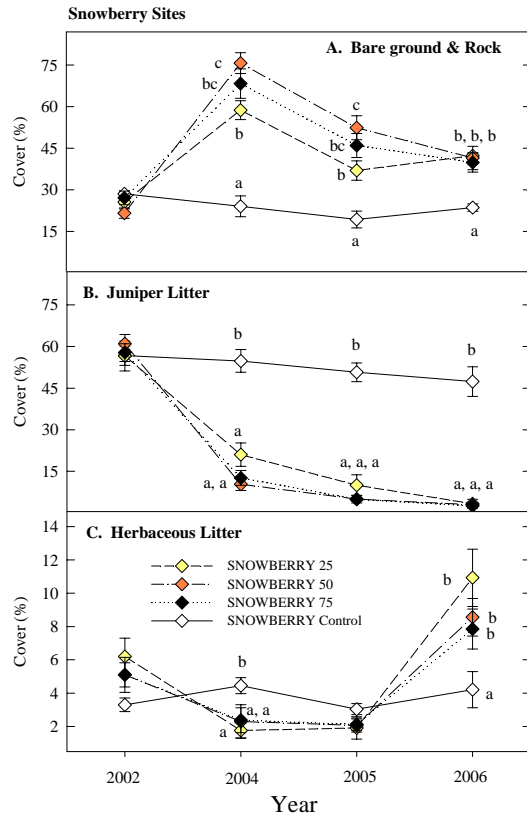 Snowberry Sites
A. Bare ground & Rock
Cover (%)
75
60
45
30
15
c
bc
b
a
c
bc
b
a
b, b, b
a
B. Juniper Litter
Cover (%)
75
60
45
30
15
b
a
a, a
b
a, a, a
b
a, a, a
C. Herbaceous Litter
Cover (%)
14
12
10
8
6
4
2
SNOWBERRY 25
SNOWBERRY 50
SNOWBERRY 75
SNOWBERRY Control
b
a, a
a
b
b
b
a
2002 2004 2005 2006
Year